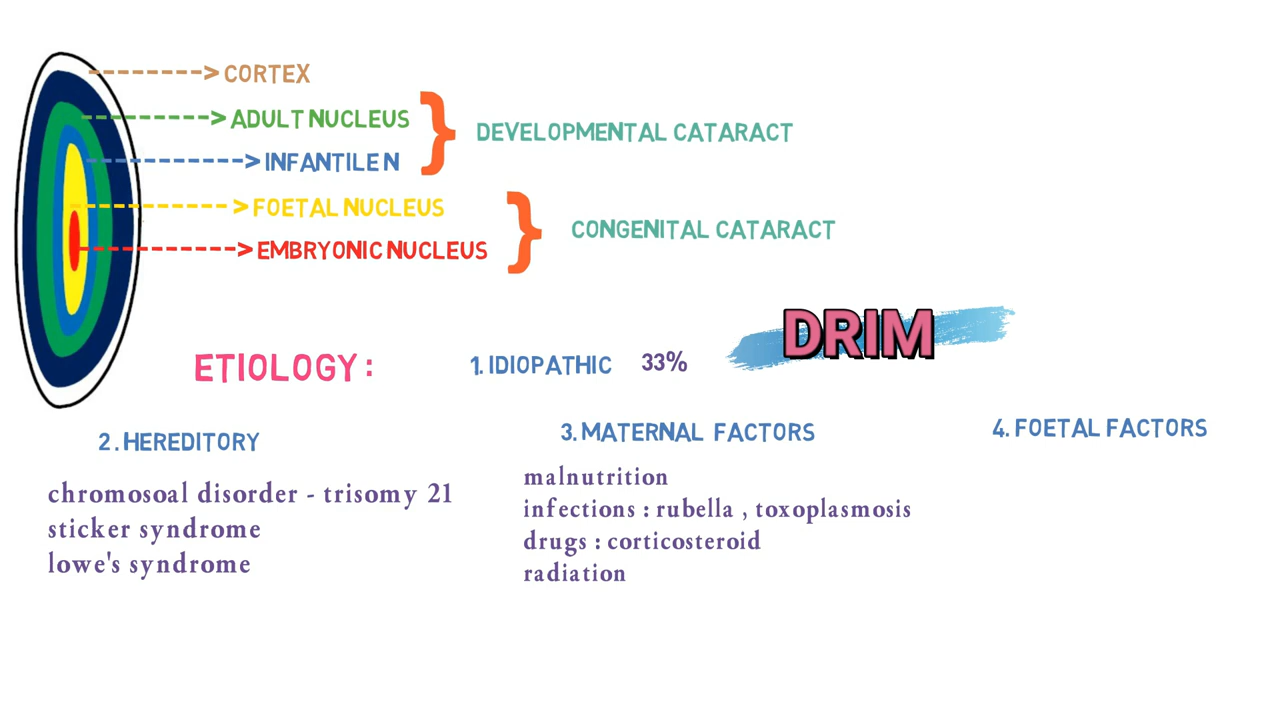 CORTEX
ADULT NUCLEUS
INFANTILE N
DEVELOPMENTAL CATARACT
FOETAL NUCLEUS
EMBRYONIC NUCLEUS
CONGENITAL CATARACT
DRIM
ETIOLOGY :
1. IDIOPATHIC 33%
2. HEREDITORY
chromosoal disorder - trisomy 21
sticker syndrome
lowe's syndrome
3. MATERNAL FACTORS
malnutrition
infections : rubella , toxoplasmosis
drugs : corticosteroid
radiation
4. FOETAL FACTORS